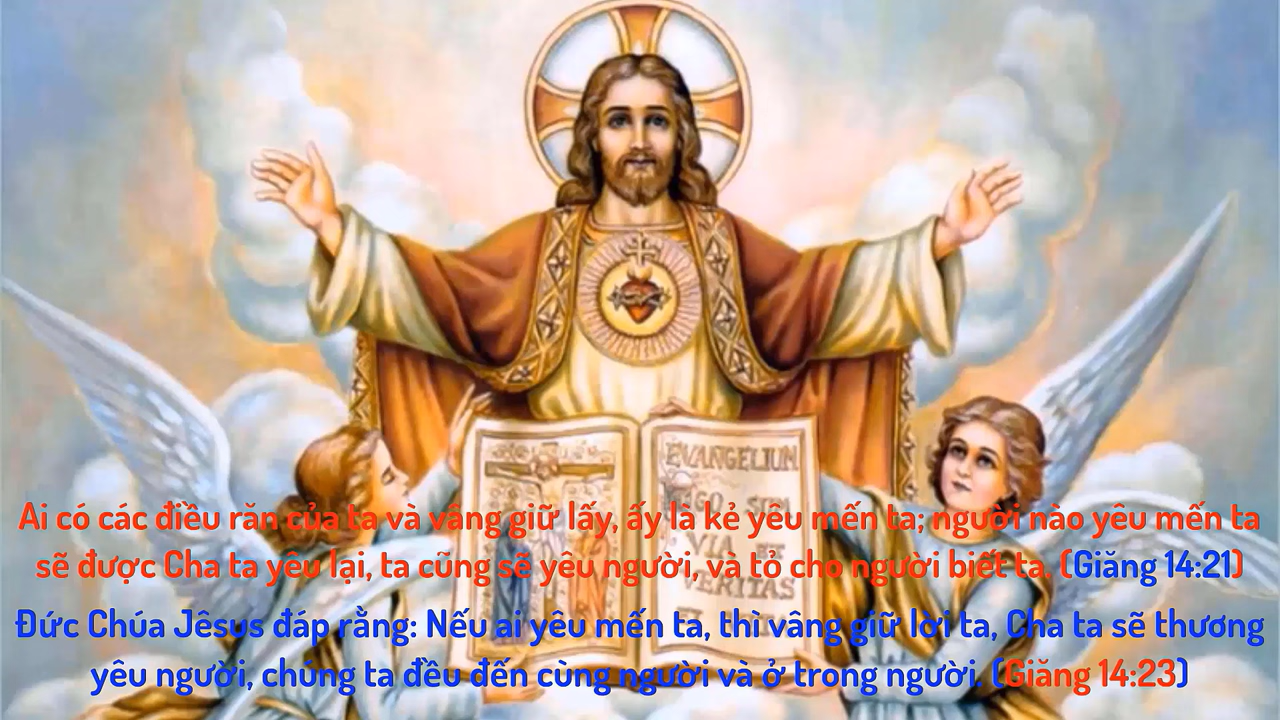 EVANGELIUM
EGO SUM
VIA
VERITAS
Ai có các điều răn của ta và vâng giữ lấy, ấy là kẻ yêu mến ta; người nào yêu mến ta
sẽ được Cha ta yêu lại, ta cũng sẽ yêu người, và tỏ cho người biết ta. (Giăng 14:21)
Đức Chúa Jêsus đáp rằng: Nếu ai yêu mến ta, thì vâng giữ lời ta, Cha ta sẽ thương
yêu người, chúng ta đều đến cùng người và ở trong người. (Giăng 14:23)